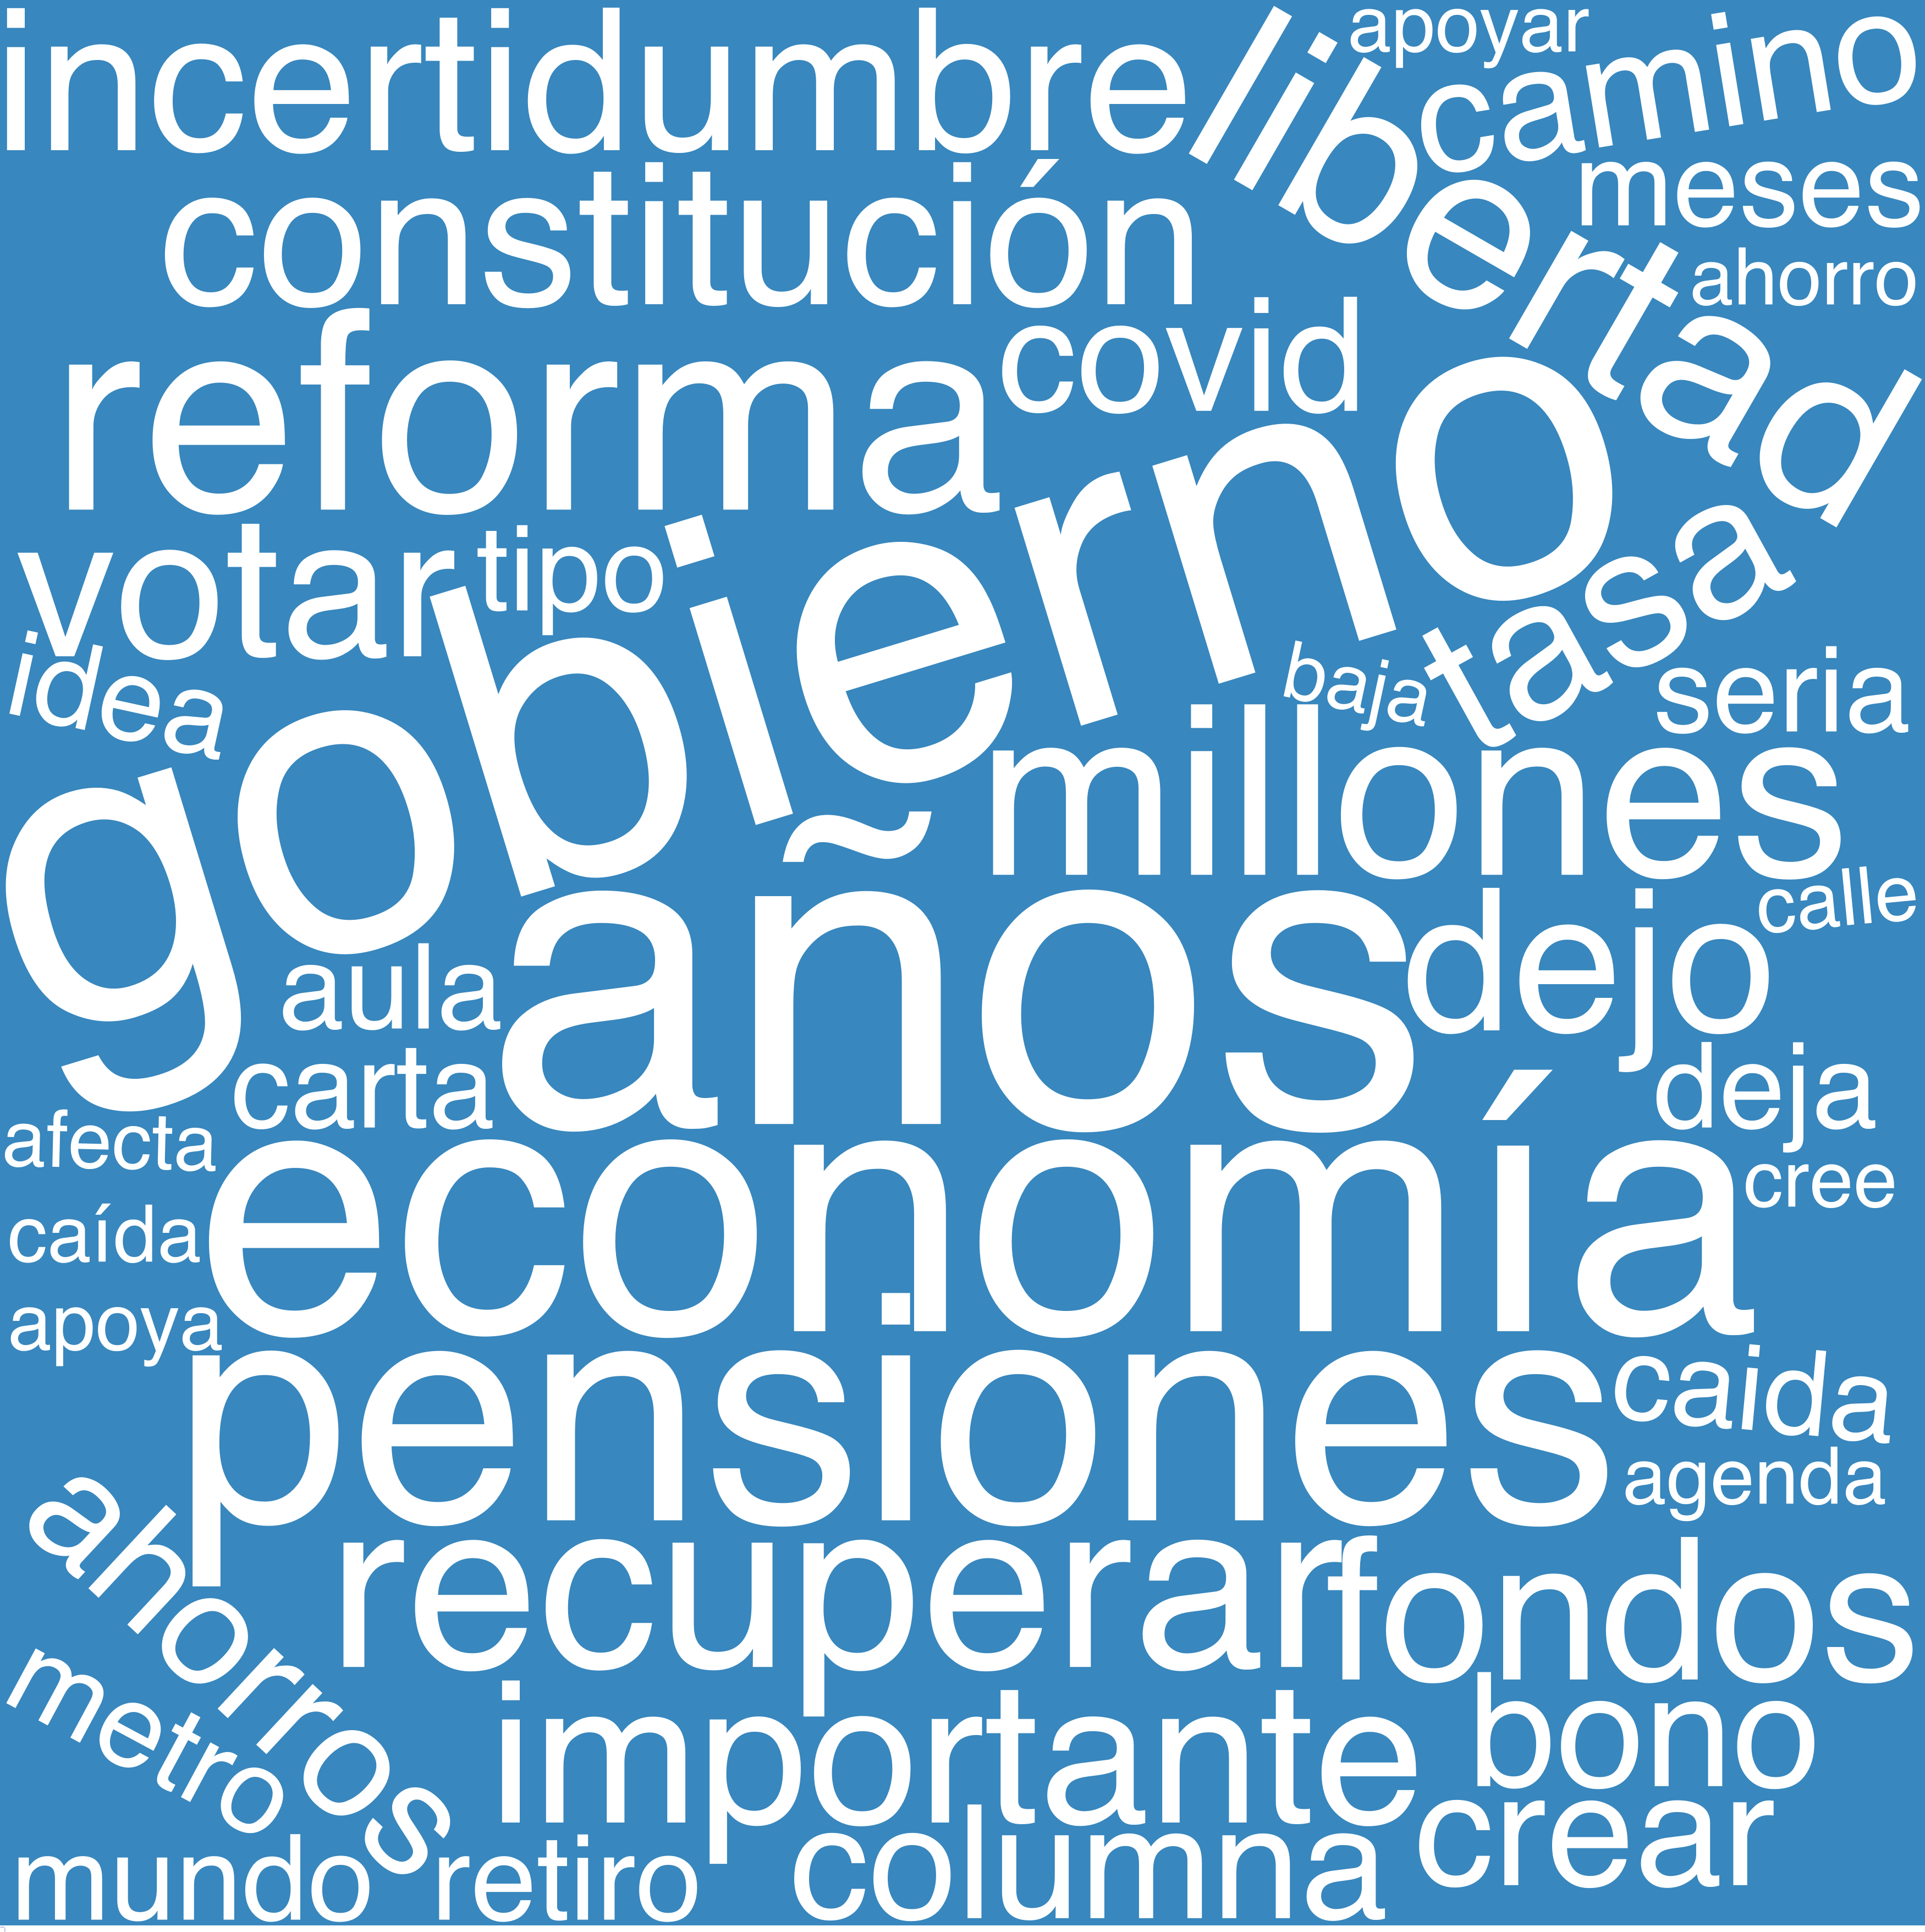 incertidumbre
libertad
apoyar
camino
constitución
meses
ahorro
reforma
covid
votar
tipo
gobierno
tasa
idea
baja
seria
millones
calle
años
dejo
aula
carta
deja
afecta
economía
cree
caída
apoya
pensiones
caida
agenda
ahorros
recuperar
fondos
metro
importante
bono
crear
mundo
retiro
columna